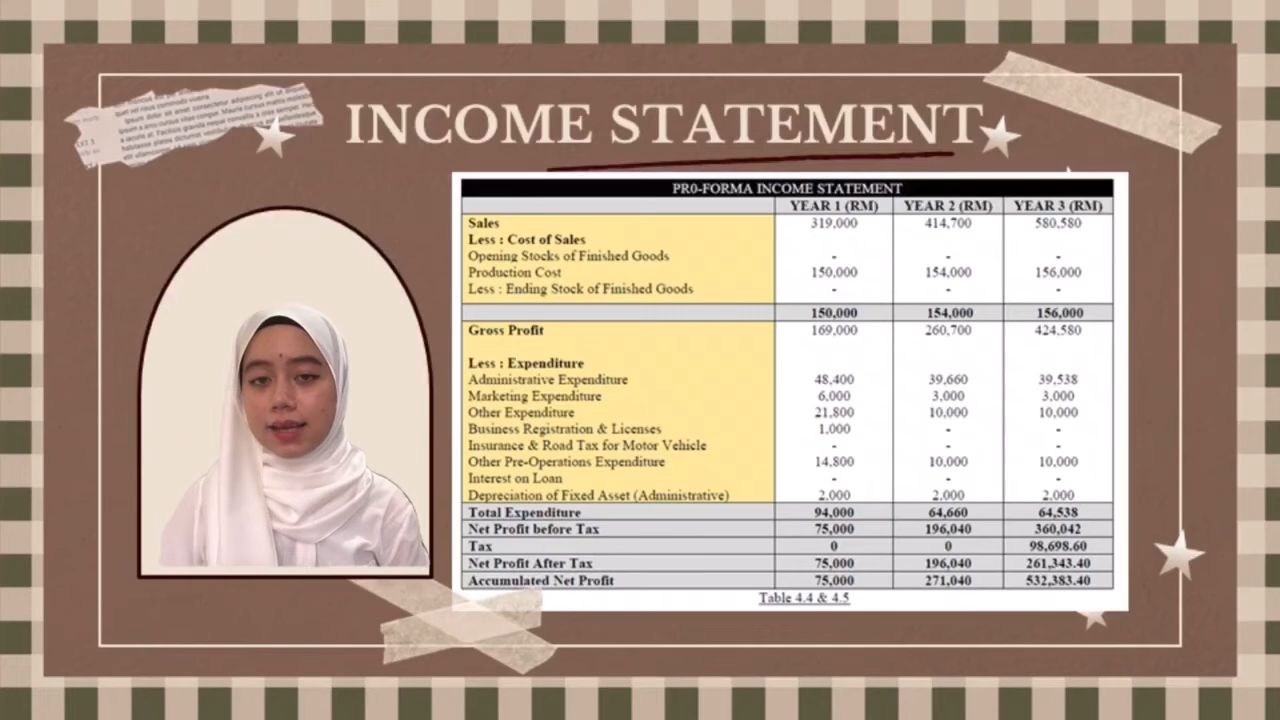 INCOME STATEMENT
PR0-FORMA INCOME STATEMENT
YEAR 1 (RM) YEAR 2 (RM) YEAR 3 (RM)
Sales 319,000 414,700 580,580
Less : Cost of Sales
Opening Stocks of Finished Goods - - -
Production Cost 150,000 154,000 156,000
Less : Ending Stock of Finished Goods - - -
150,000 154,000 156,000
Gross Profit 169,000 260,700 424,580
Less : Expenditure
Administrative Expenditure 48,400 39,660 39,538
Marketing Expenditure 6,000 3,000 3,000
Other Expenditure 21,800 10,000 10,000
Business Registration & Licenses 1,000 - -
Insurance & Road Tax for Motor Vehicle - - -
Other Pre-Operations Expenditure 14,800 10,000 10,000
Interest on Loan - - -
Depreciation of Fixed Asset (Administrative) 2,000 2,000 2,000
Total Expenditure 94,000 64,660 64,538
Net Profit before Tax 75,000 196,040 360,042
Tax 0 0 98,698.60
Net Profit After Tax 75,000 196,040 261,343.40
Accumulated Net Profit 75,000 271,040 532,383.40
Table 4.4 & 4.5